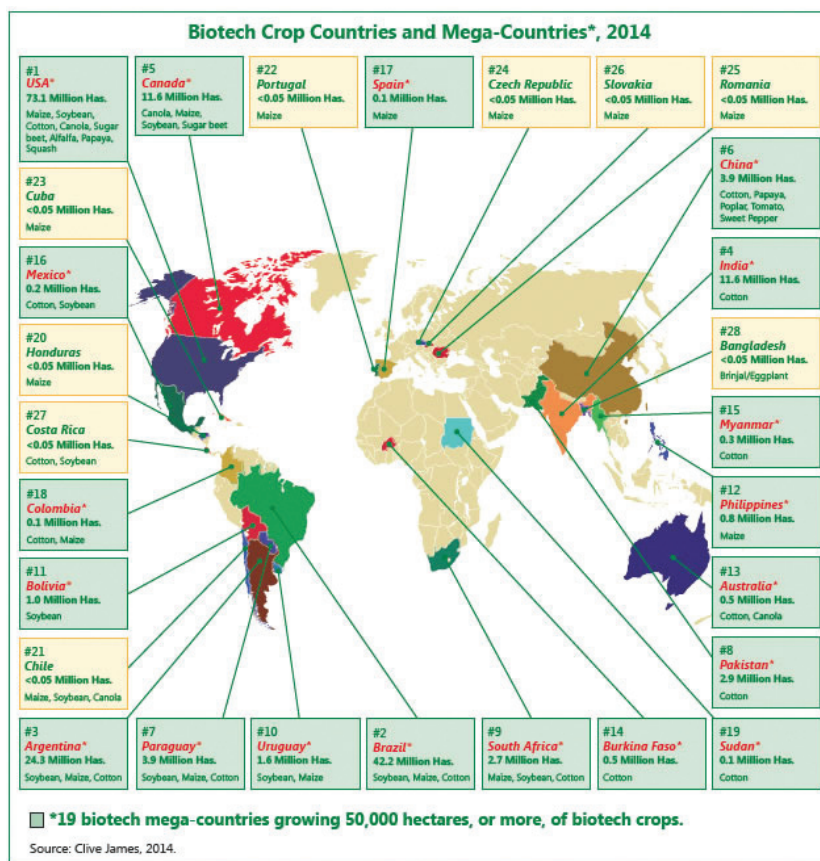 Biotech Crop Countries and Mega-Countries*, 2014
#1
USA*
73.1 Million Has.
Maize, Soybean,
Cotton, Canola, Sugar
beet, Alfalfa, Papaya,
Squash
#5
Canada*
11.6 Million Has.
Canola, Maize,
Soybean, Sugar beet
#22
Portugal
<0.05 Million Has.
Maize
#17
Spain*
0.1 Million Has.
Maize
#24
Czech Republic
<0.05 Million Has.
Maize
#26
Slovakia
<0.05 Million Has.
Maize
#25
Romania
<0.05 Million Has.
Maize
#23
Cuba
<0.05 Million Has.
Maize
#16
Mexico*
0.2 Million Has.
Cotton, Soybean
#20
Honduras
<0.05 Million Has.
Maize
#27
Costa Rica
<0.05 Million Has.
Cotton, Soybean
#18
Colombia*
0.1 Million Has.
Cotton, Maize
#11
Bolivia*
1.0 Million Has.
Soybean
#21
Chile
<0.05 Million Has.
Maize, Soybean, Canola
#6
China*
3.9 Million Has.
Cotton, Papaya,
Poplar, Tomato,
Sweet Pepper
#4
India*
11.6 Million Has.
Cotton
#28
Bangladesh
<0.05 Million Has.
Brinjal/Eggplant
#15
Myanmar*
0.3 Million Has.
Cotton
#12
Philippines*
0.8 Million Has.
Maize
#13
Australia*
0.5 Million Has.
Cotton, Canola
#8
Pakistan*
2.9 Million Has.
Cotton
#3
Argentina*
24.3 Million Has.
Soybean, Maize, Cotton
#7
Paraguay*
3.9 Million Has.
Soybean, Maize, Cotton
#10
Uruguay*
1.6 Million Has.
Soybean, Maize
#2
Brazil*
42.2 Million Has.
Soybean, Maize, Cotton
#9
South Africa*
2.7 Million Has.
Maize, Soybean, Cotton
#14
Burkina Faso*
0.5 Million Has.
Cotton
#19
Sudan*
0.1 Million Has.
Cotton
*19 biotech mega-countries growing 50,000 hectares, or more, of biotech crops.
Source: Clive James, 2014.